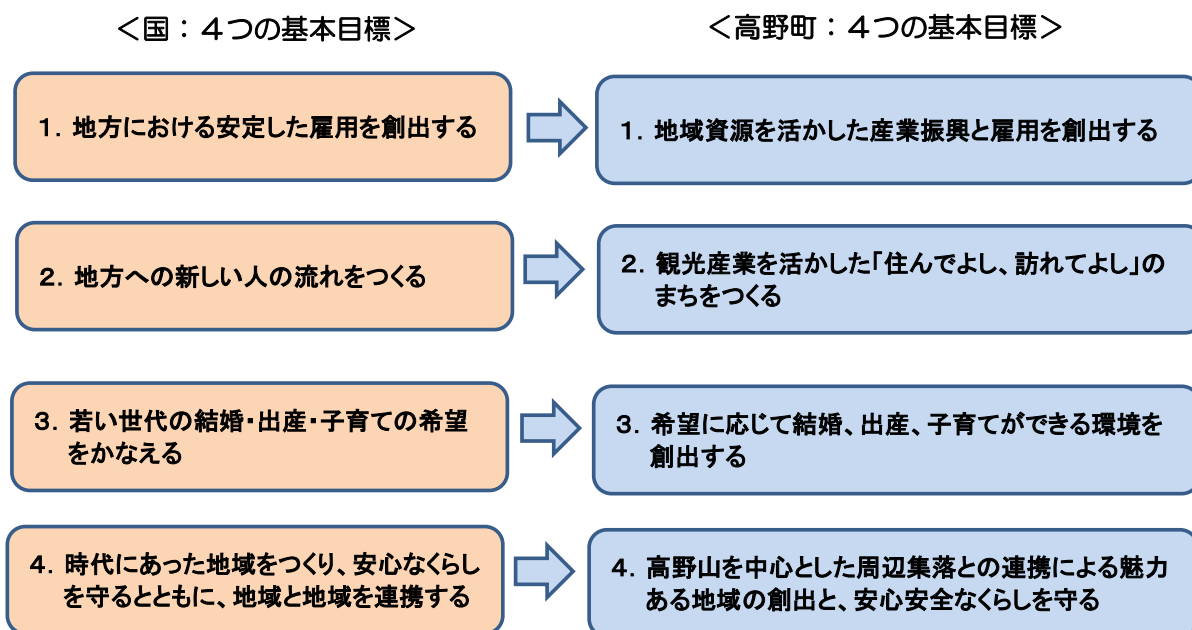 ＜国：４つの基本目標＞
＜高野町：４つの基本目標＞
１．地方における安定した雇用を創出する
１．地域資源を活かした産業振興と雇用を創出する
２．地方への新しい人の流れをつくる
２．観光産業を活かした「住んでよし、訪れてよし」の
まちをつくる
３．若い世代の結婚・出産・子育ての希望
をかなえる
３．希望に応じて結婚、出産、子育てができる環境を
創出する
４．時代にあった地域をつくり、安心なくらし
を守るとともに、地域と地域を連携する
４．高野山を中心とした周辺集落との連携による魅力
ある地域の創出と、安心安全なくらしを守る